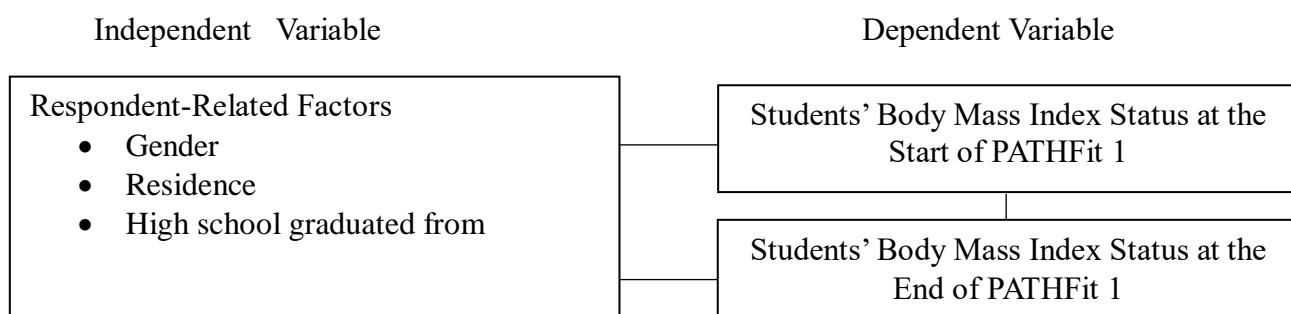 Independent Variable
Dependent Variable
Respondent-Related Factors
• Gender
• Residence
• High school graduated from
Students’ Body Mass Index Status at the
Start of PATHFit 1
Students’ Body Mass Index Status at the
End of PATHFit 1